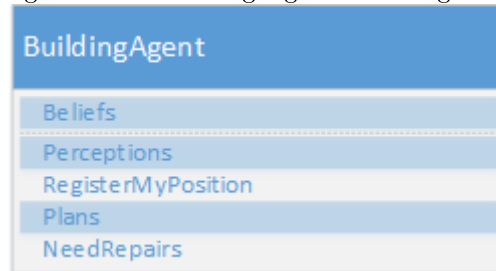 BuildingAgent
Beliefs
Perceptions
RegisterMyPosition
Plans
NeedRepairs